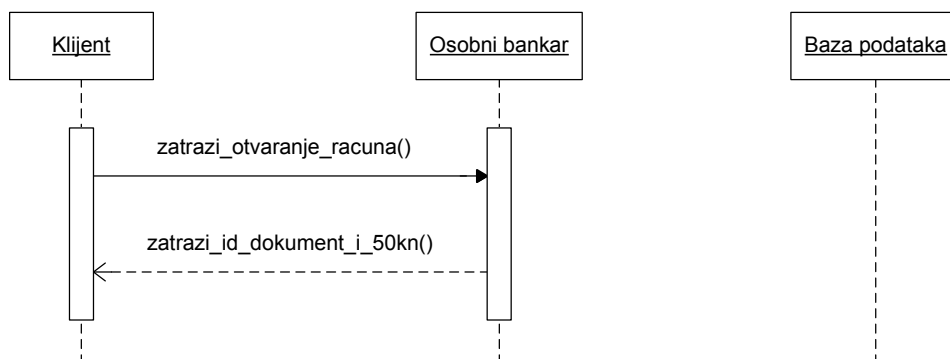 Klijent
Osobni bankar
Baza podataka
zatrazi_otvaranje_racuna()
zatrazi_id_dokument_i_50kn()